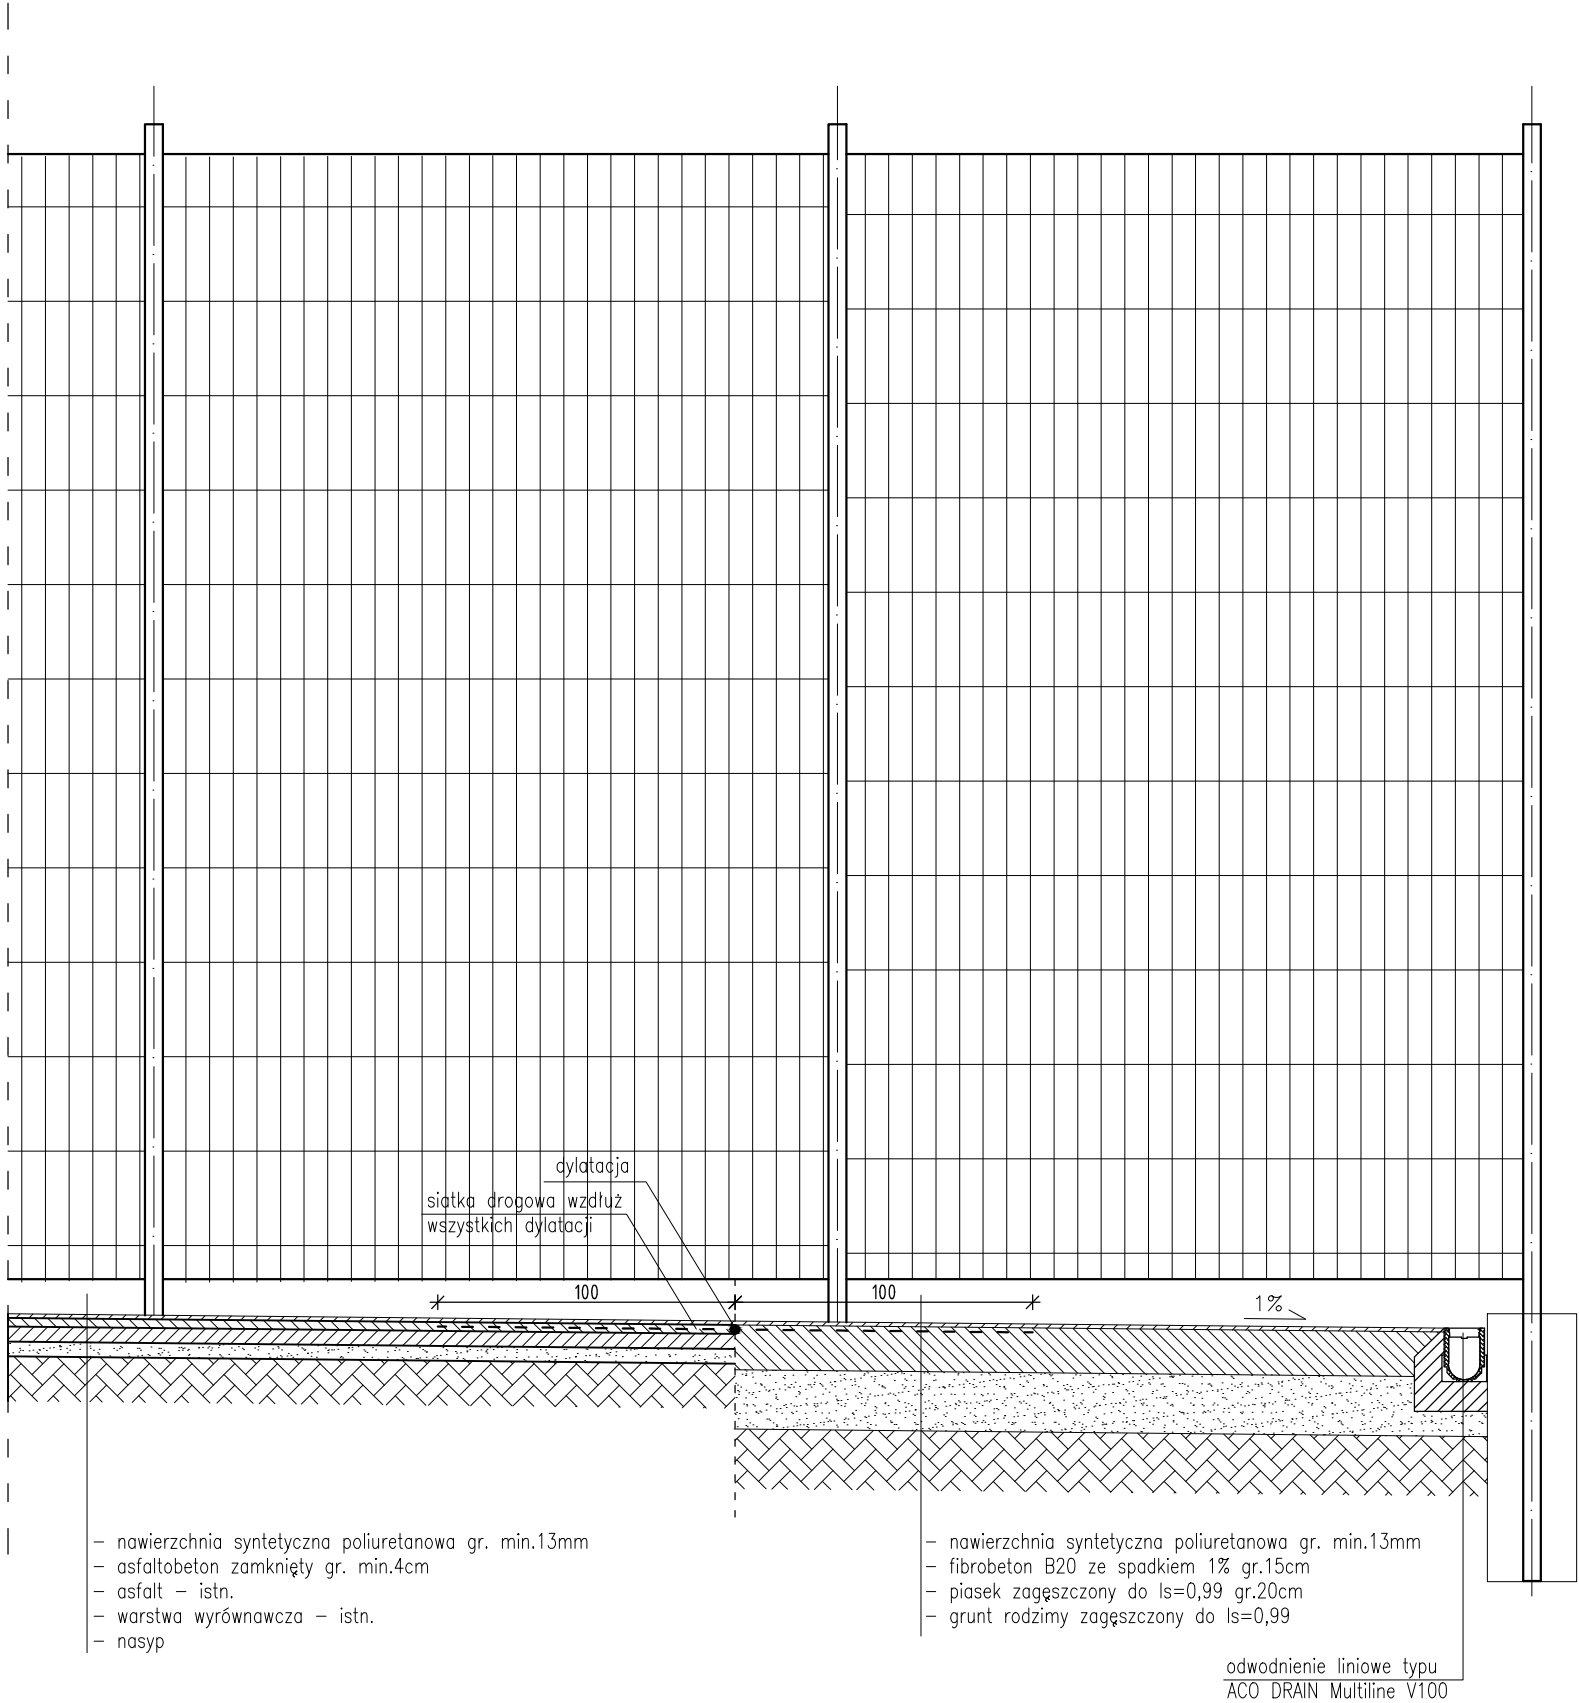 dylatacja
siatka drogowa wzdłuż
wszystkich dylatacji
100
100
1%
- nawierzchnia syntetyczna poliuretanowa gr. min.13mm
- asfaltobeton zamknięty gr. min.4cm
- asfalt - istn.
- warstwa wyrównawcza - istn.
- nasyp
- nawierzchnia syntetyczna poliuretanowa gr. min.13mm
- fibrobeton B20 ze spadkiem 1% gr.15cm
- piasek zagęszczony do Is=0,99 gr.20cm
- grunt rodzimy zagęszczony do Is=0,99
odwodnienie liniowe typu
ACO DRAIN Multiline V100